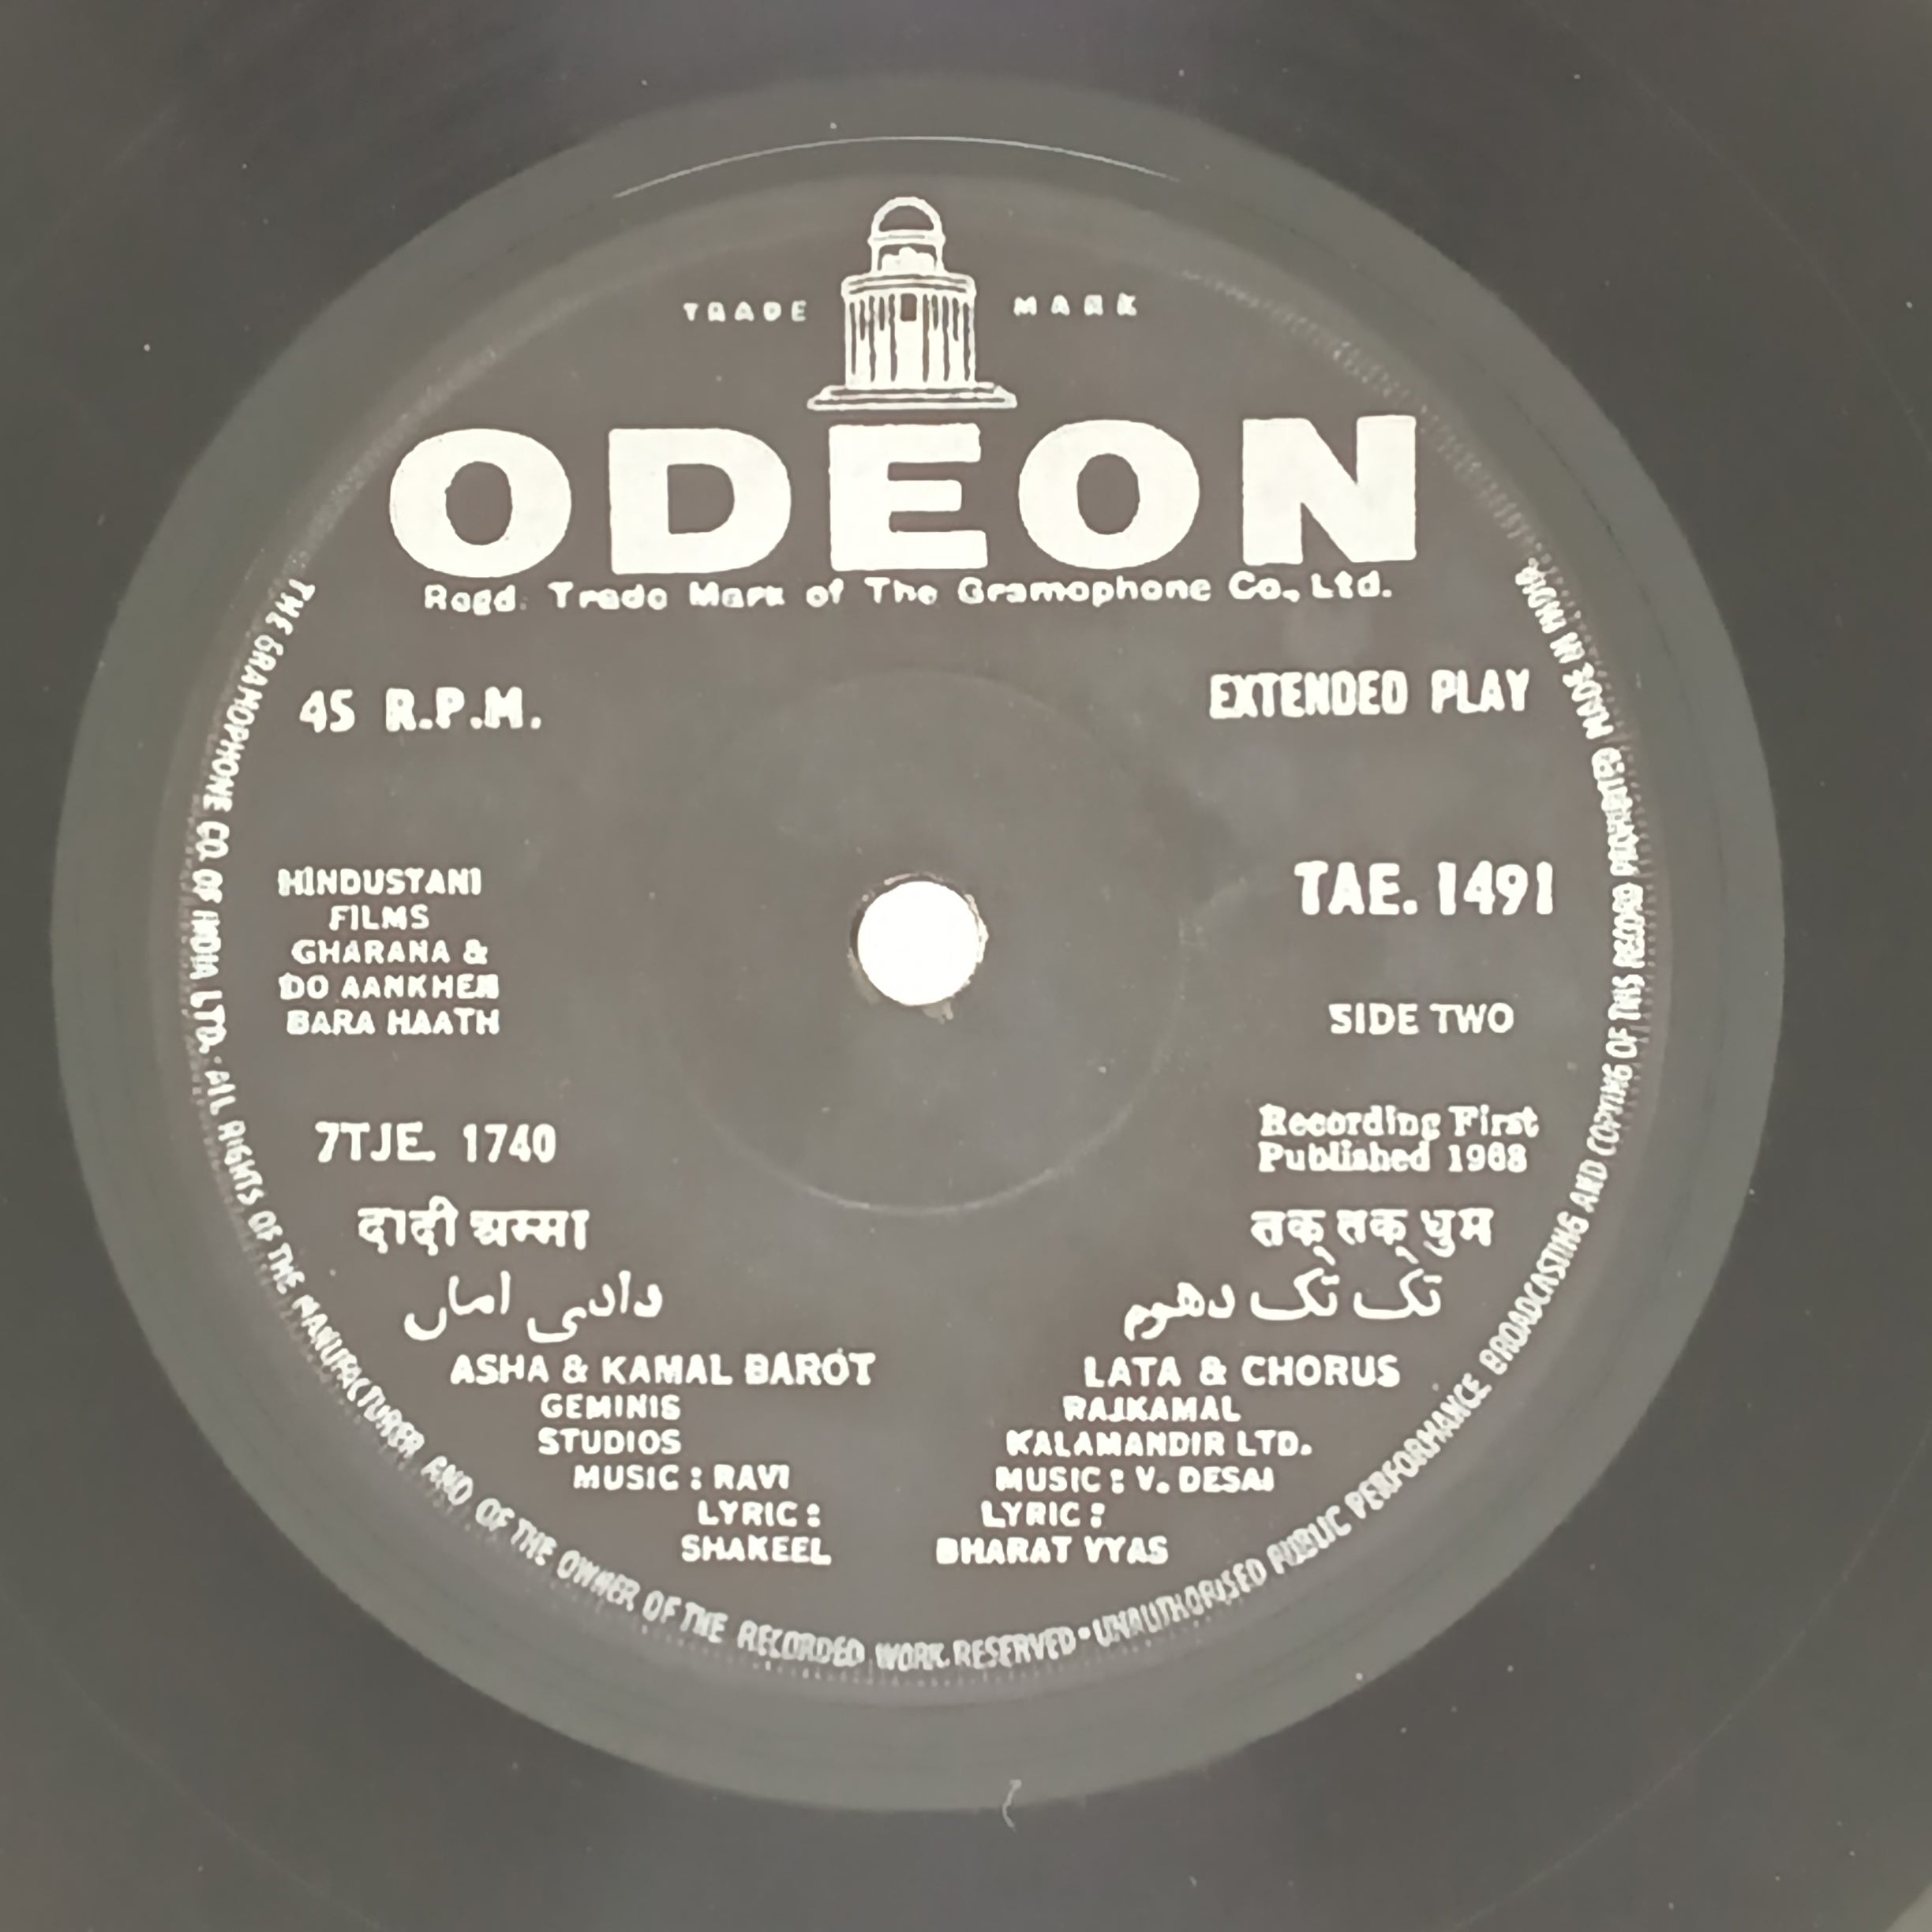 TRADE MARK
ODEON
Regd. Trade Mark of The Gramophone Co., Ltd.
45 R.P.M.
EXTENDED PLAY
HINDUSTANI
FILMS
GHARANA &
DO AANKHEN
BARA HAATH
TAE. 1491
SIDE TWO
7TJE 1740
Recording First
Published 1968
दादी अम्मा
دادی اماں
ASHA & KAMAL BAROT
GEMINIS
STUDIOS
MUSIC : RAVI
LYRIC :
SHAKEEL
तक् तक् धुम
تک تک دھوم
LATA & CHORUS
RAJKAMAL
KALAMANDIR LTD.
MUSIC : V. DESAI
LYRIC :
BHARAT VYAS
THE GRAMOPHONE CO. OF INDIA LTD. ALL RIGHTS OF THE MANUFACTURER AND OF THE OWNER OF THE RECORDED WORK RESERVED • UNAUTHORISED PUBLIC PERFORMANCE BROADCASTING AND COPYING OF THIS RECORD PROHIBITED MADE IN INDIA